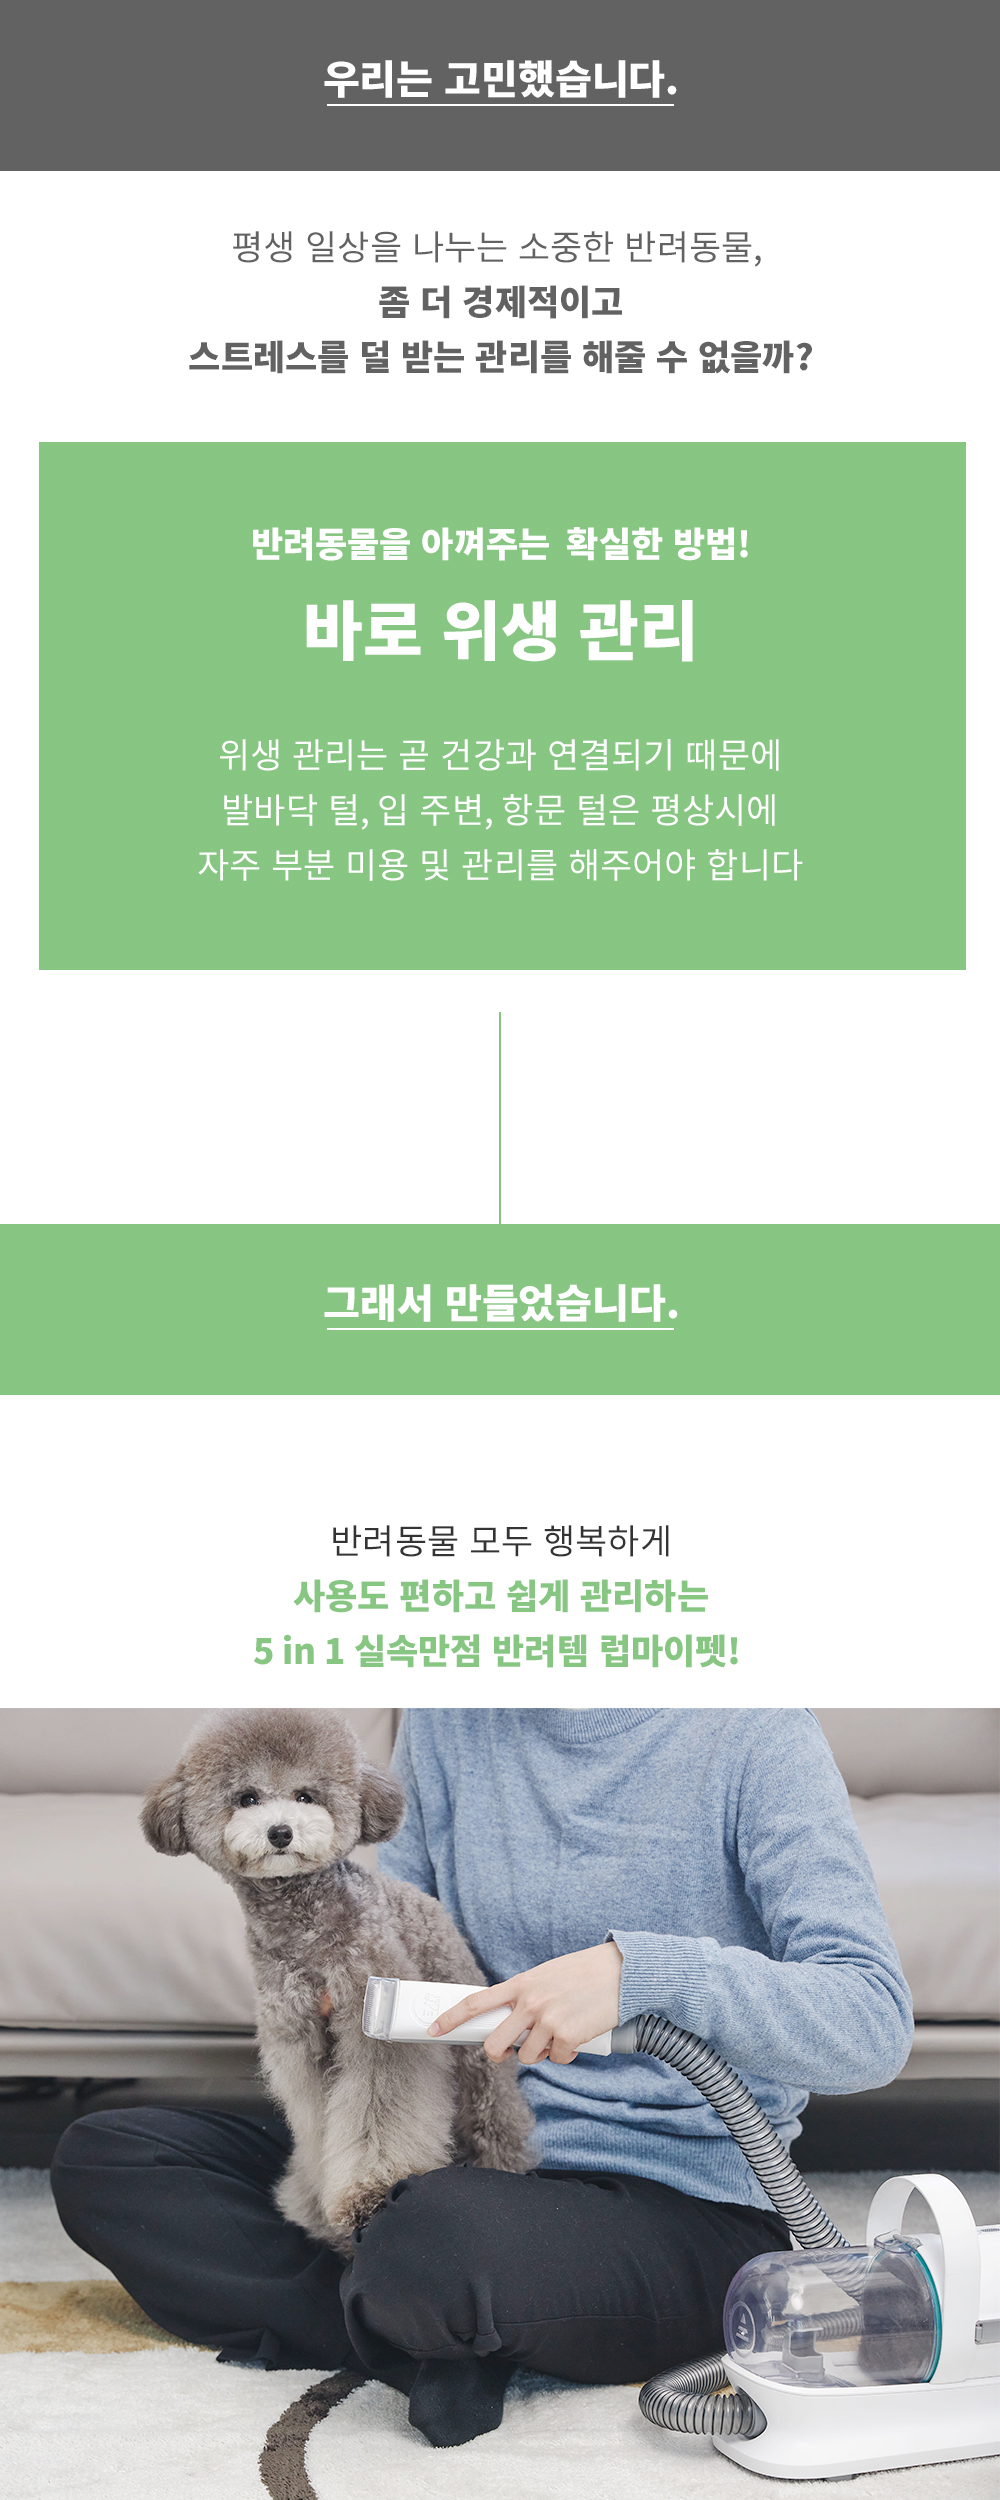 우리는 고민했습니다.
평생 일상을 나누는 소중한 반려동물,
좀 더 경제적이고
스트레스를 덜 받는 관리를 해줄 수 없을까?
반려동물을 아껴주는 확실한 방법!
바로 위생 관리
위생 관리는 곧 건강과 연결되기 때문에
발바닥 털, 입 주변, 항문 털은 평상시에
자주 부분 미용 및 관리를 해주어야 합니다
그래서 만들었습니다.
반려동물 모두 행복하게
사용도 편하고 쉽게 관리하는
5 in 1 실속만점 반려템 럽마이펫!